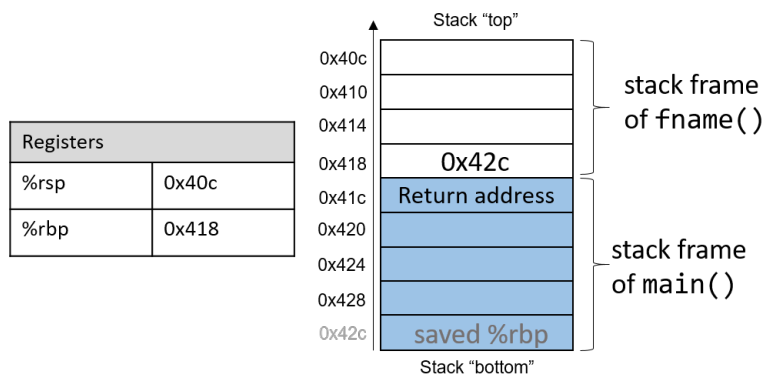 Stack “top”
0x40c
0x410
0x414
0x418 0x42c
0x41c Return address
0x420
0x424
0x428
0x42c saved %rbp
Stack “bottom”
stack frame
of fname()
stack frame
of main()
Registers
%rsp 0x40c
%rbp 0x418